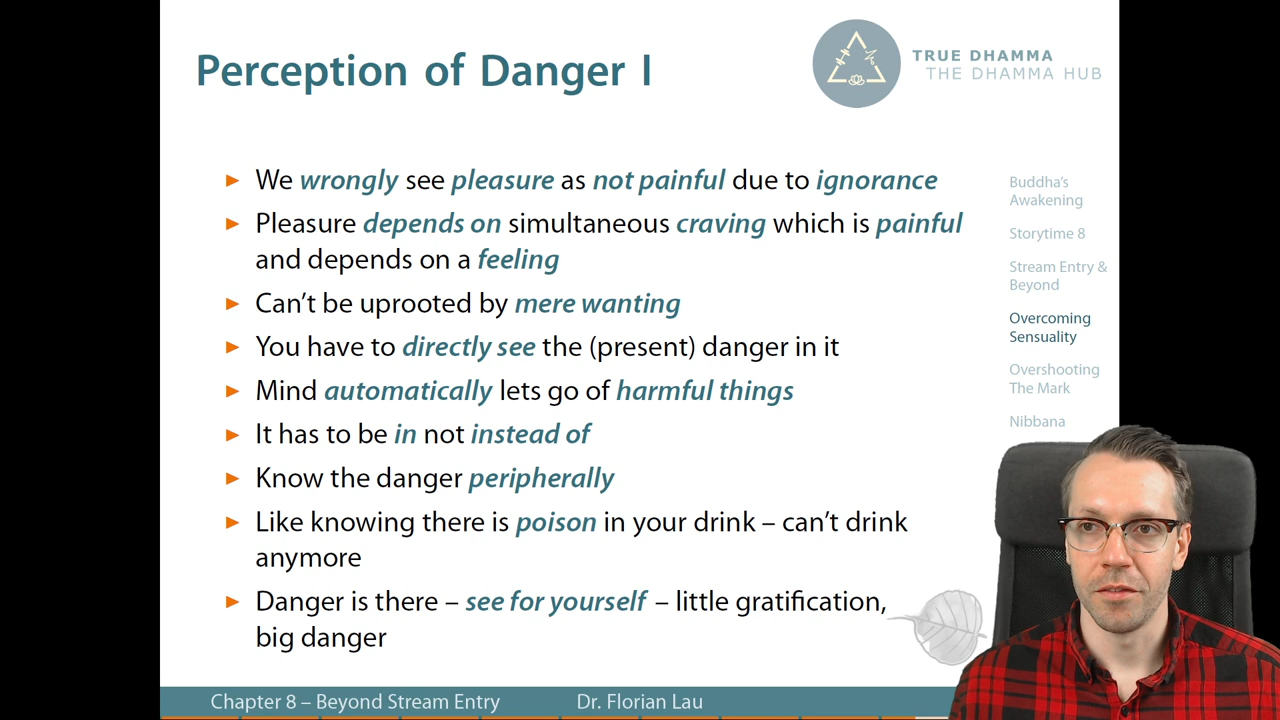 Perception of Danger I
TRUE DHAMMA
THE DHAMMA HUB
► We wrongly see pleasure as not painful due to ignorance
► Pleasure depends on simultaneous craving which is painful
and depends on a feeling
► Can't be uprooted by mere wanting
► You have to directly see the (present) danger in it
► Mind automatically lets go of harmful things
► It has to be in not instead of
► Know the danger peripherally
► Like knowing there is poison in your drink – can't drink
anymore
► Danger is there – see for yourself – little gratification,
big danger
Buddha's
Awakening
Storytime 8
Stream Entry &
Beyond
Overcoming
Sensuality
Overshooting
The Mark
Nibbana
Chapter 8 – Beyond Stream Entry
Dr. Florian Lau